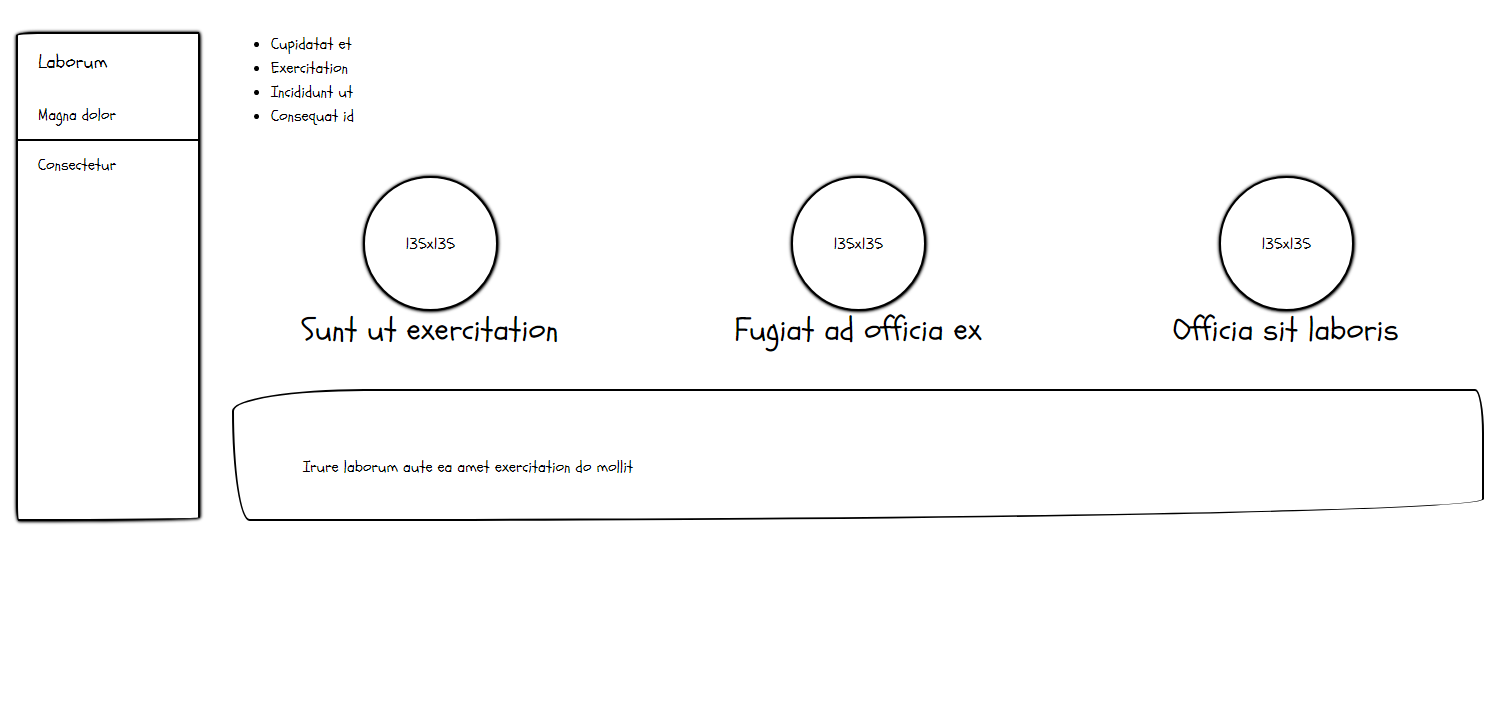 Laborum
Magna dolor
Consectetur
Cupidatat et
Exercitation
Incididunt ut
Consequat id
135x135
135x135
135x135
Sunt ut exercitation
Fugiat ad officia ex
Officia sit laboris
Irure laborum aute ea amet exercitation do mollit